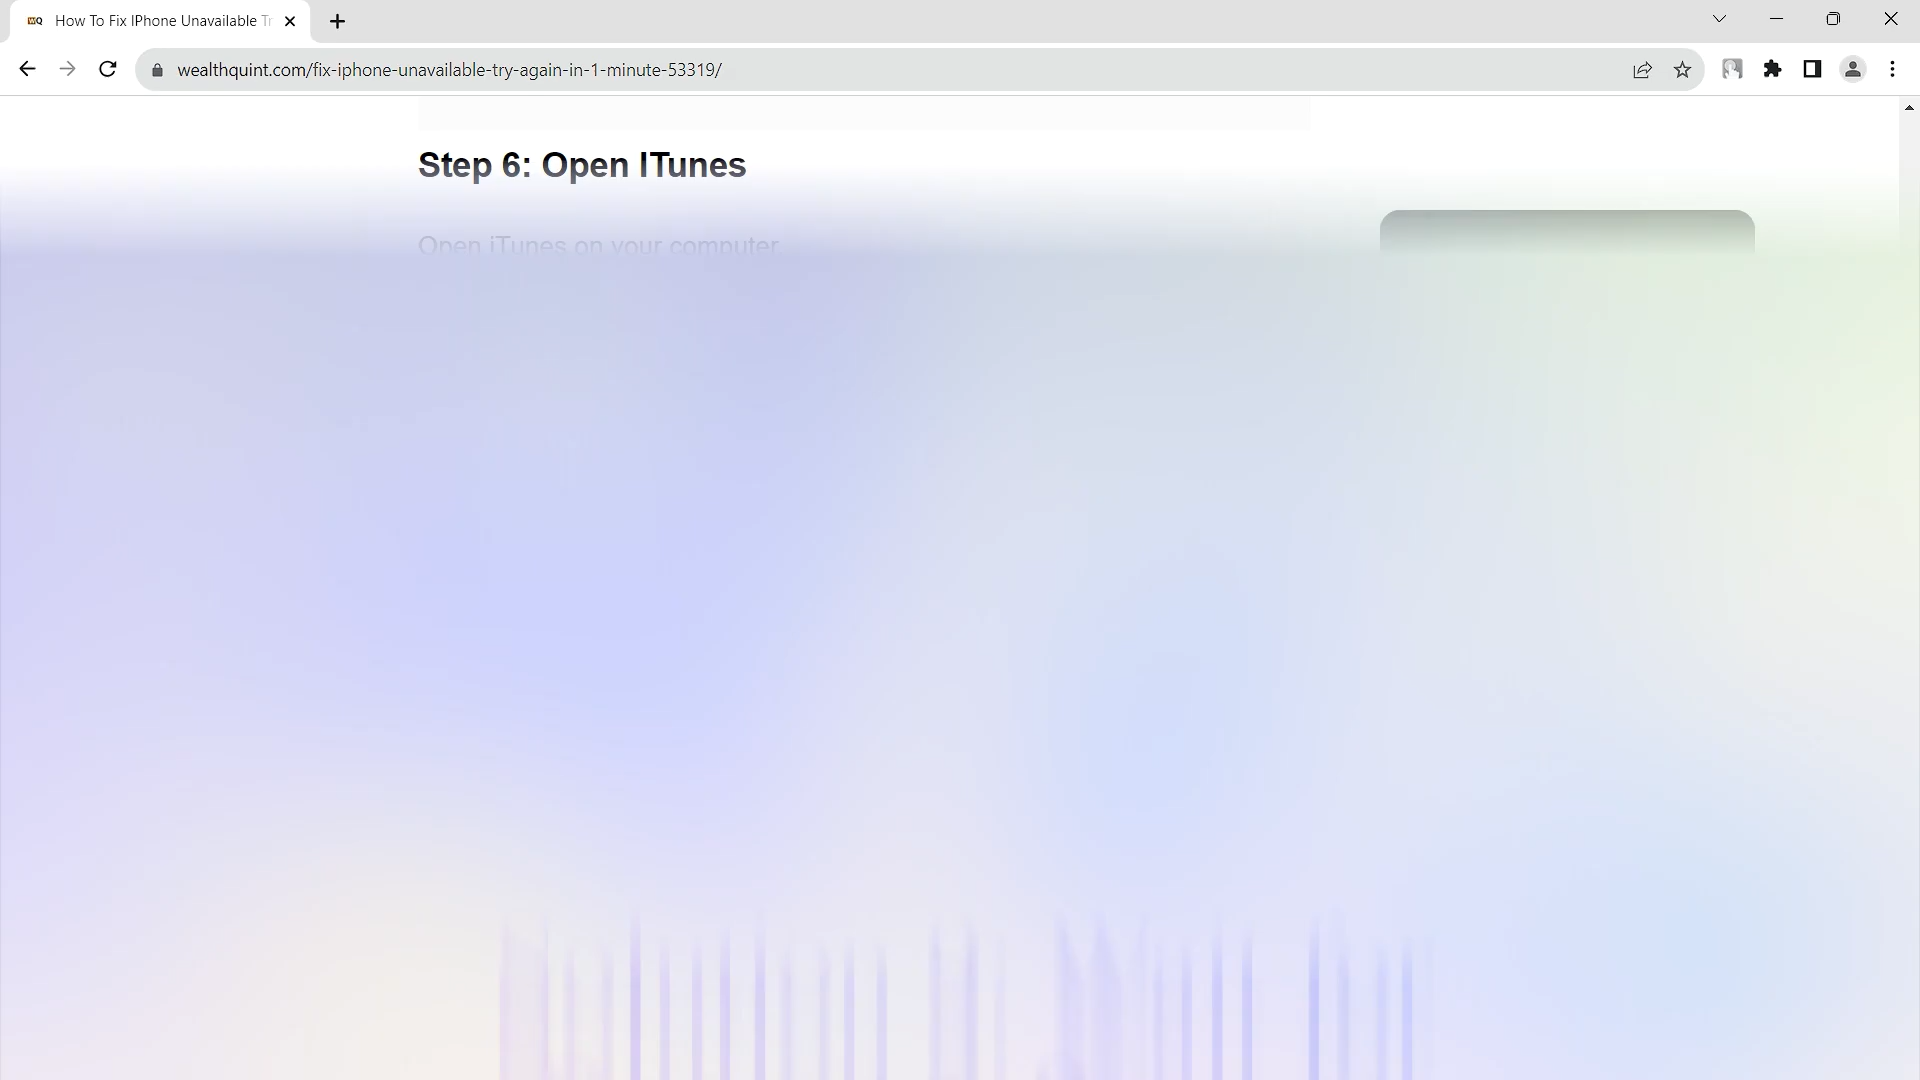 How To Fix IPhone Unavailable Tr
wealthquint.com/fix-iphone-unavailable-try-again-in-1-minute-53319/
Step 6: Open ITunes
Open iTunes on your computer